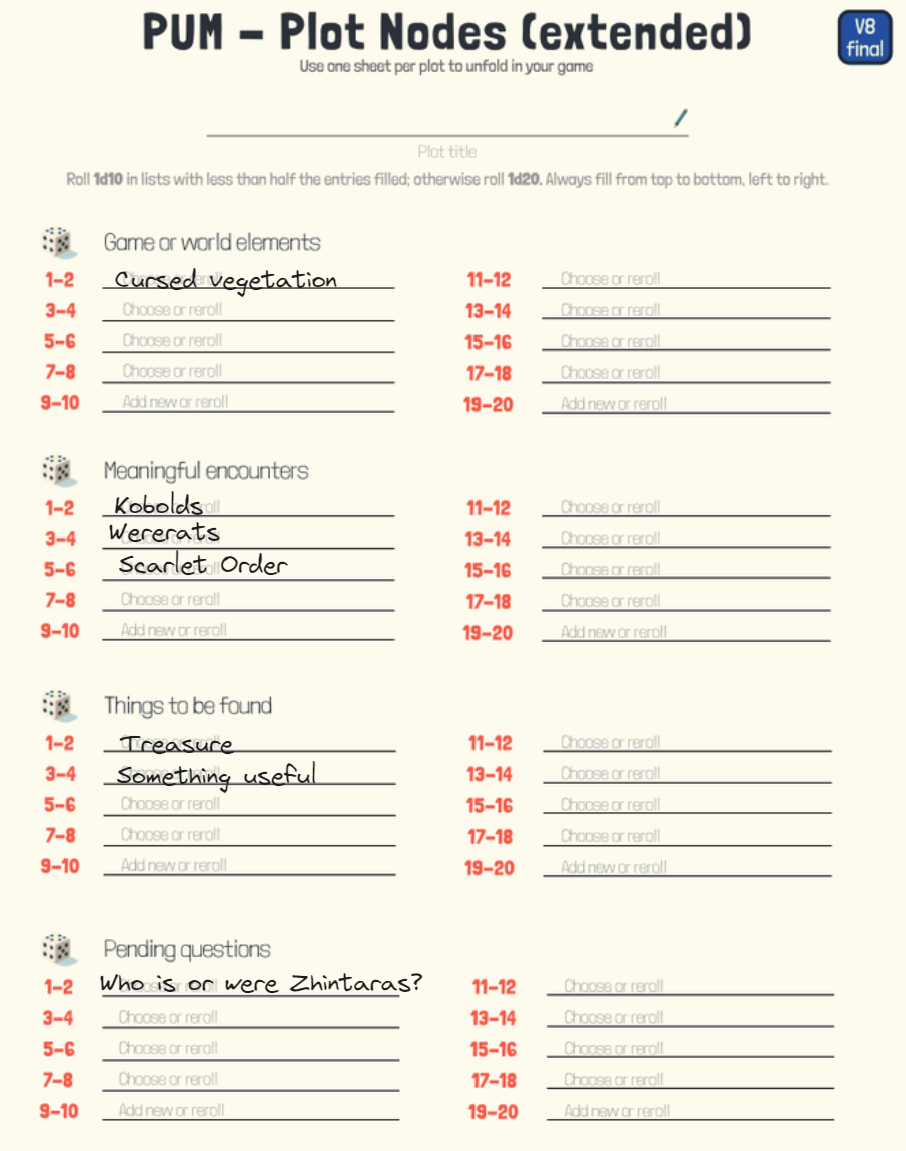 PUM – Plot Nodes (extended)
V8
final
Use one sheet per plot to unfold in your game
Plot title
Roll 1d10 in lists with less than half the entries filled; otherwise roll 1d20. Always fill from top to bottom, left to right.
Game or world elements
1–2 Cursed vegetation 11–12 Choose or reroll
3–4 Choose or reroll 13–14 Choose or reroll
5–6 Choose or reroll 15–16 Choose or reroll
7–8 Choose or reroll 17–18 Choose or reroll
9–10 Add new or reroll 19–20 Add new or reroll
Meaningful encounters
1–2 Kobolds 11–12 Choose or reroll
3–4 Wererats 13–14 Choose or reroll
5–6 Scarlet Order 15–16 Choose or reroll
7–8 Choose or reroll 17–18 Choose or reroll
9–10 Add new or reroll 19–20 Add new or reroll
Things to be found
1–2 Treasure 11–12 Choose or reroll
3–4 Something useful 13–14 Choose or reroll
5–6 Choose or reroll 15–16 Choose or reroll
7–8 Choose or reroll 17–18 Choose or reroll
9–10 Add new or reroll 19–20 Add new or reroll
Pending questions
1–2 Who is or were Zhintaras? 11–12 Choose or reroll
3–4 Choose or reroll 13–14 Choose or reroll
5–6 Choose or reroll 15–16 Choose or reroll
7–8 Choose or reroll 17–18 Choose or reroll
9–10 Add new or reroll 19–20 Add new or reroll